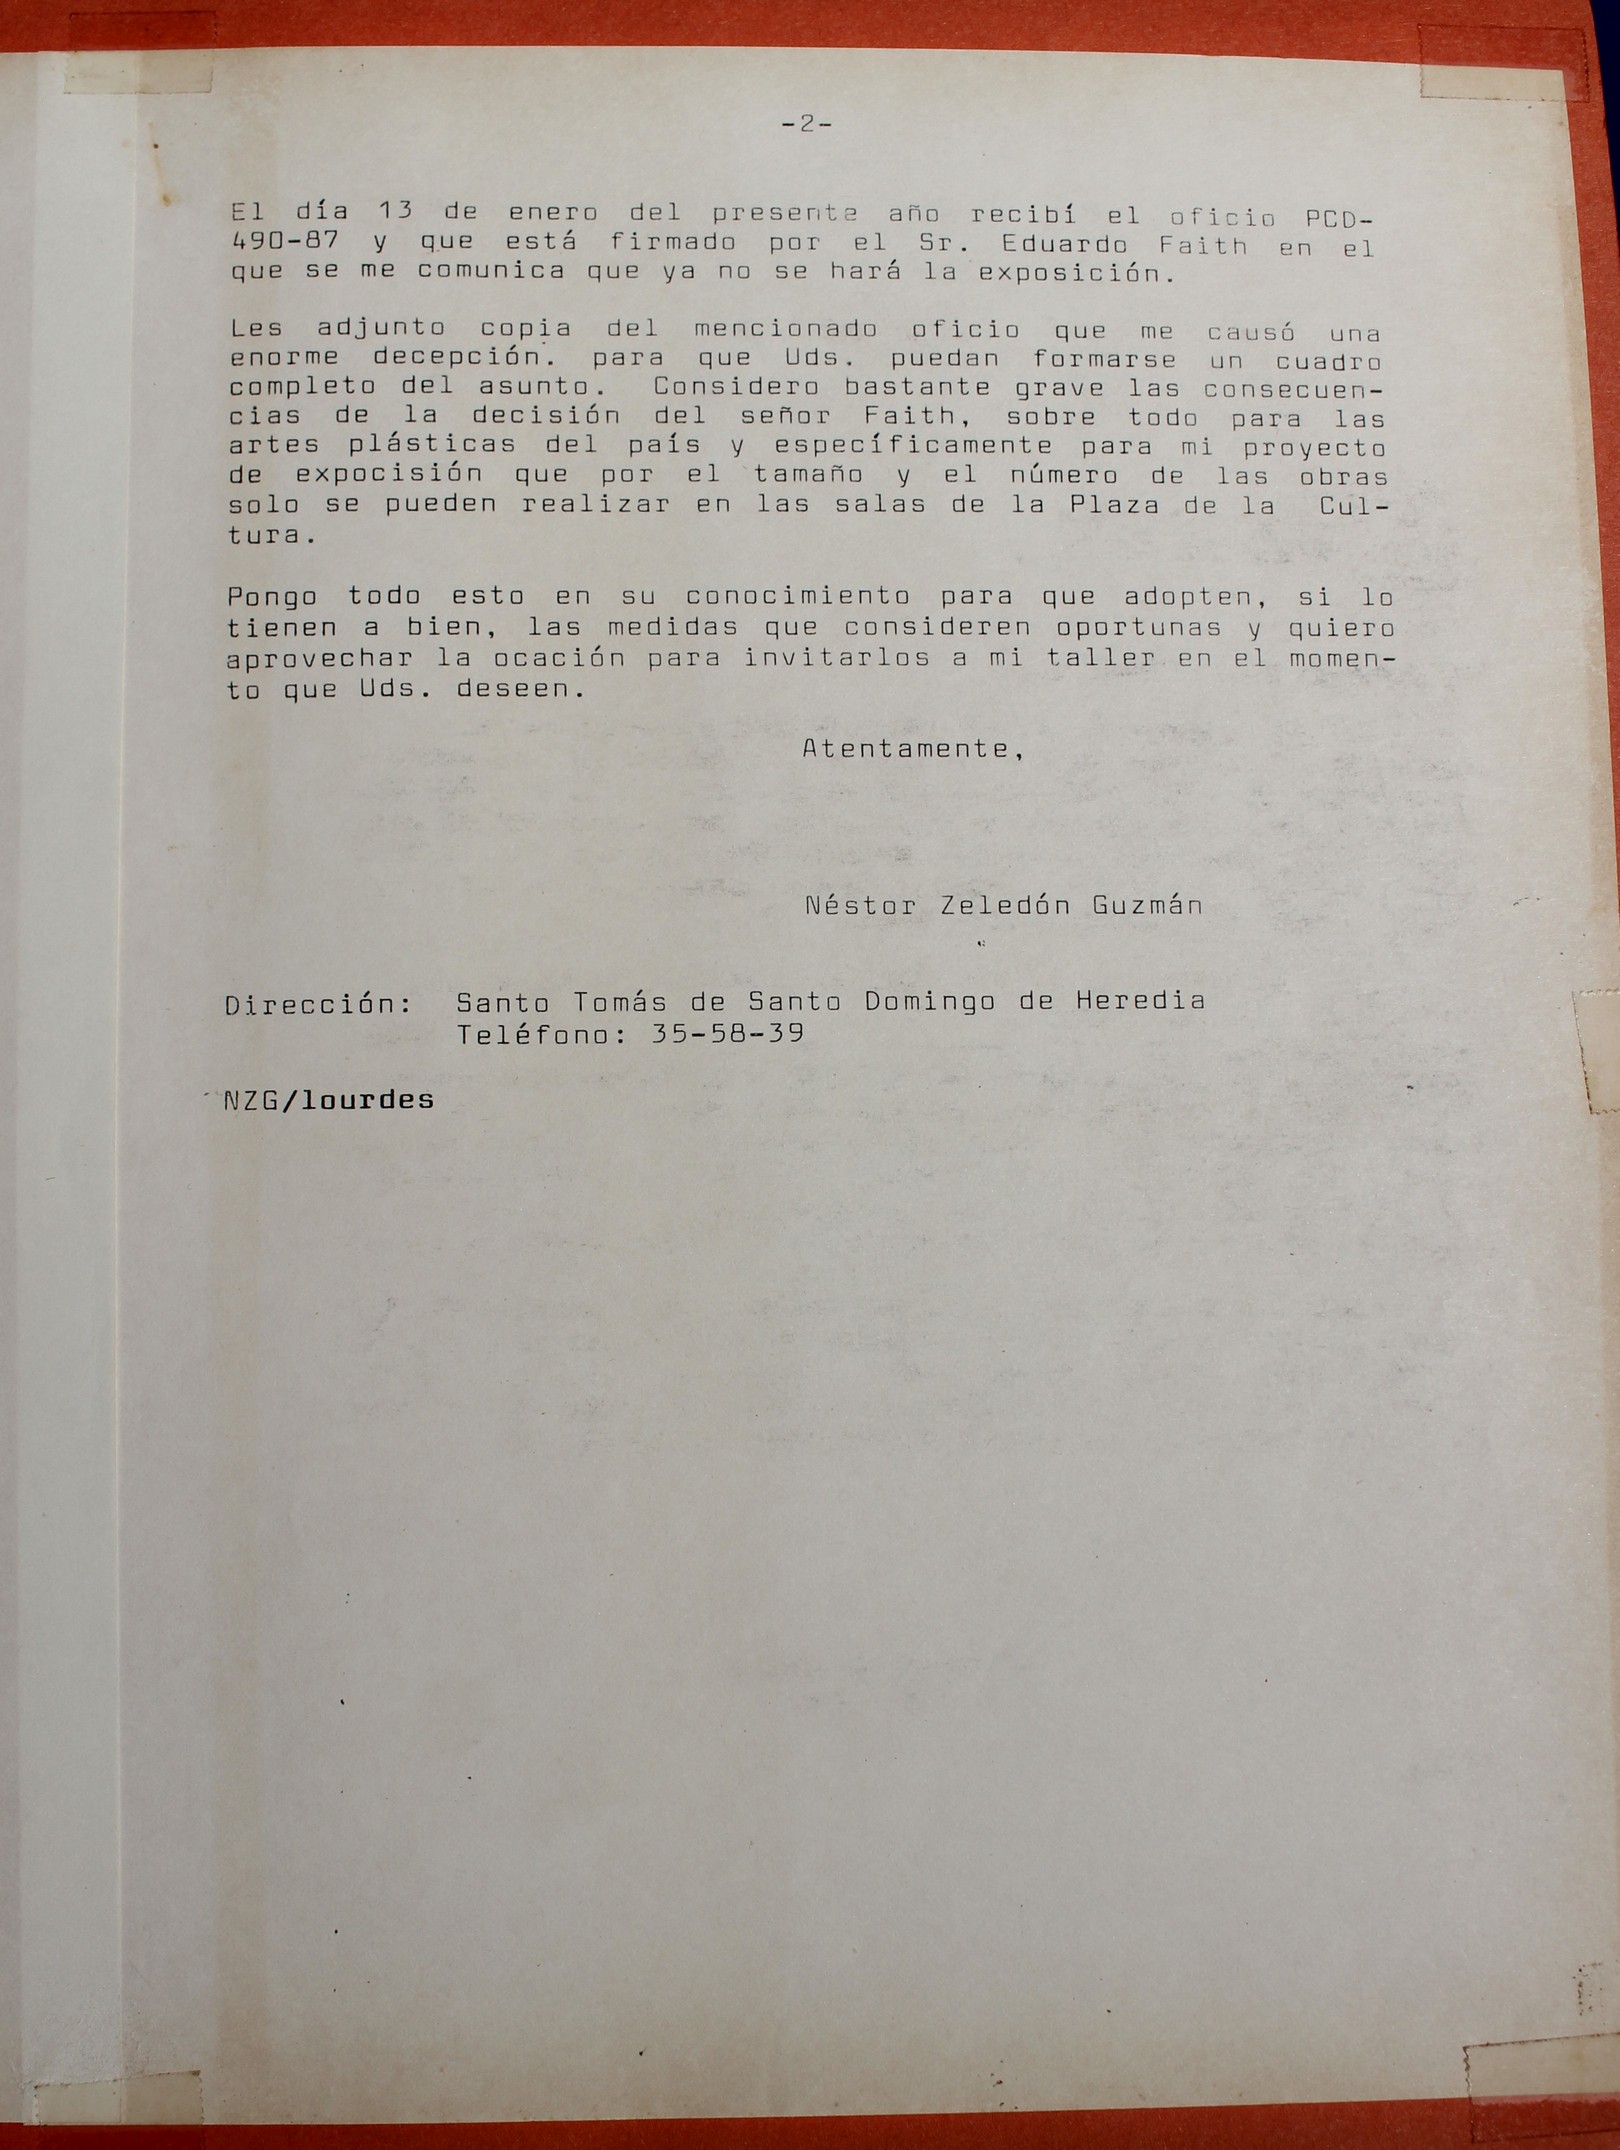 -2-
El día 13 de enero del presente año recibí el oficio PCD-
490-87 y que está firmado por el Sr. Eduardo Faith en el
que se me comunica que ya no se hará la exposición.
Les adjunto copia del mencionado oficio que me causó una
enorme decepción. para que Uds. puedan formarse un cuadro
completo del asunto. Considero bastante grave las consecuen-
cias de la decisión del señor Faith, sobre todo para las
artes plásticas del país y específicamente para mi proyecto
de expocisión que por el tamaño y el número de las obras
solo se pueden realizar en las salas de la Plaza de la Cul-
tura.
Pongo todo esto en su conocimiento para que adopten, si lo
tienen a bien, las medidas que consideren oportunas y quiero
aprovechar la ocación para invitarlos a mi taller en el momen-
to que Uds. deseen.
Atentamente,
Néstor Zeledón Guzmán
Dirección: Santo Tomás de Santo Domingo de Heredia
Teléfono: 35-58-39
NZG/lourdes